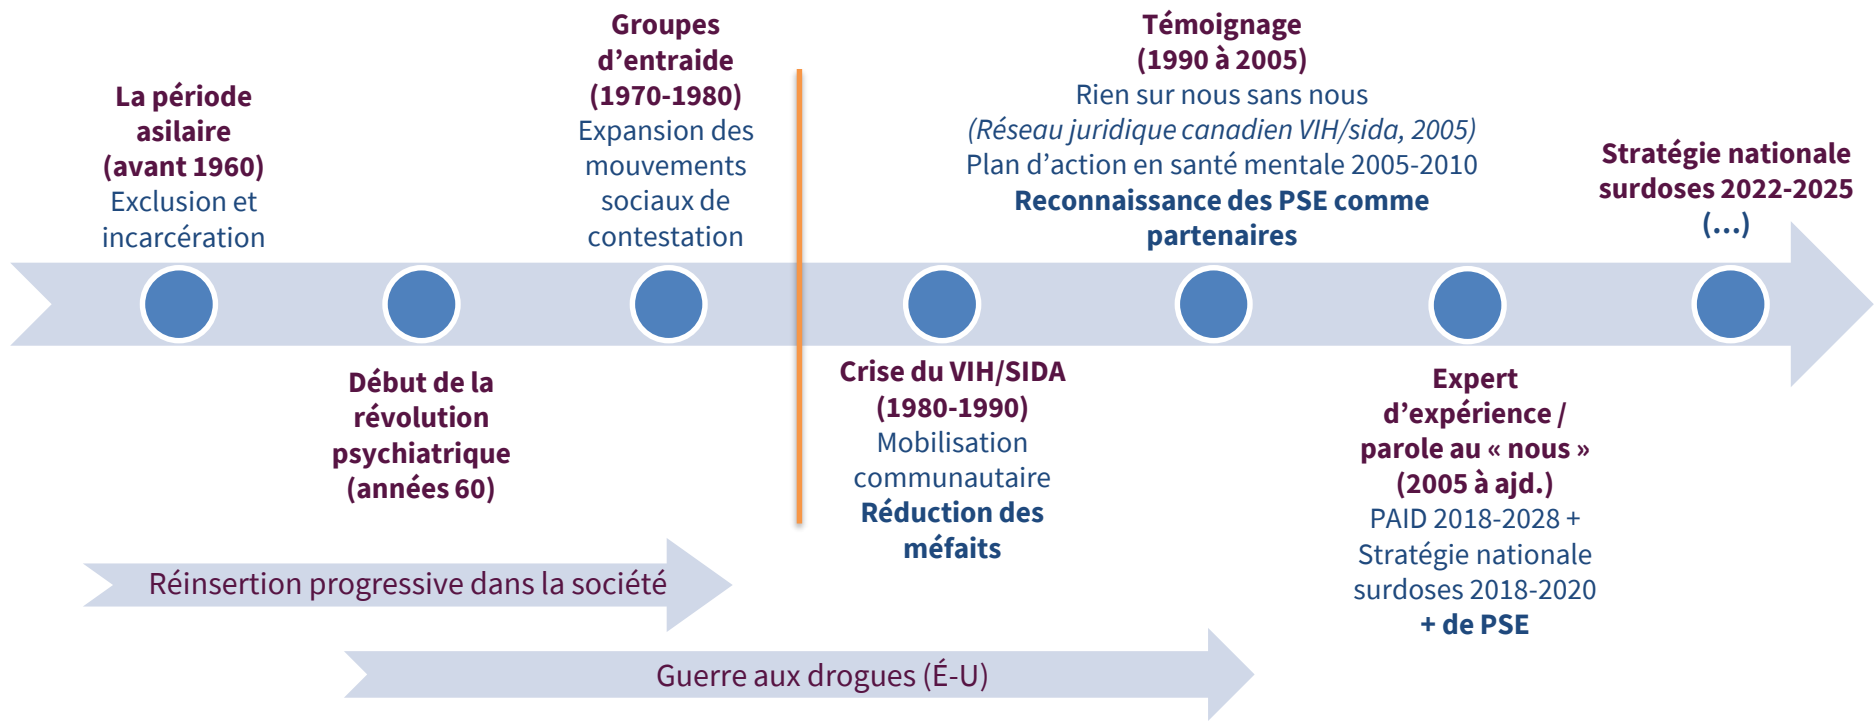 La période
asilaire
(avant 1960)
Exclusion et
incarcération
Début de la
révolution
psychiatrique
(années 60)
Groupes
d’entraide
(1970-1980)
Expansion des
mouvements
sociaux de
contestation
Crise du VIH/SIDA
(1980-1990)
Mobilisation
communautaire
Réduction des
méfaits
Témoignage
(1990 à 2005)
Rien sur nous sans nous
(Réseau juridique canadien VIH/sida, 2005)
Plan d’action en santé mentale 2005-2010
Reconnaissance des PSE comme
partenaires
Expert
d’expérience /
parole au « nous »
(2005 à ajd.)
PAID 2018-2028 +
Stratégie nationale
surdoses 2018-2020
+ de PSE
Stratégie nationale
surdoses 2022-2025
(…)
Réinsertion progressive dans la société
Guerre aux drogues (É-U)